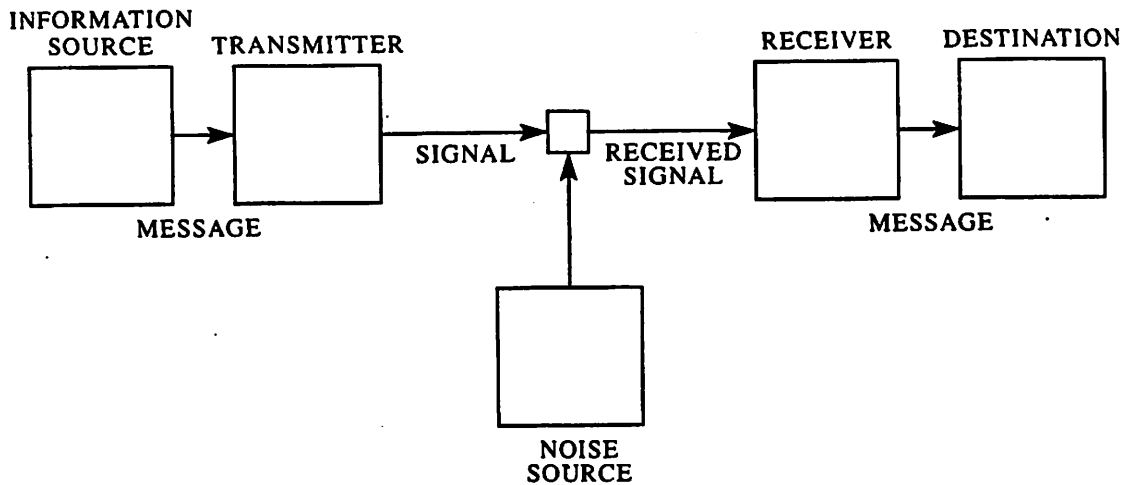 INFORMATION
SOURCE
TRANSMITTER
RECEIVER
DESTINATION
SIGNAL
RECEIVED
SIGNAL
MESSAGE
MESSAGE
NOISE
SOURCE